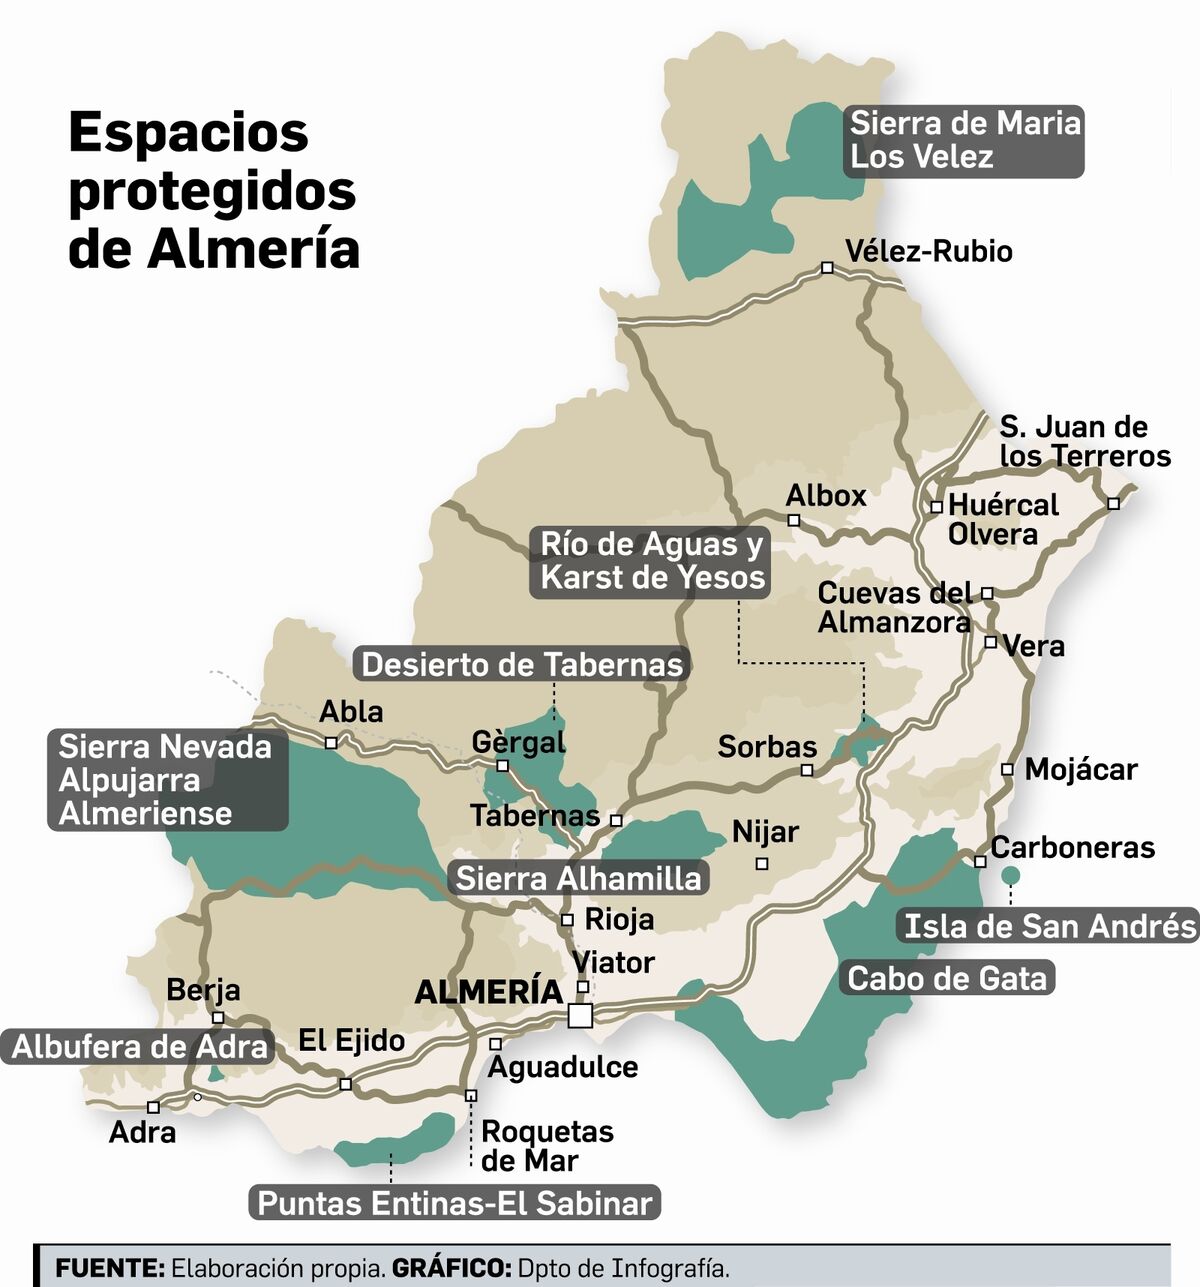 Espacios
protegidos
de Almería
Sierra de Maria
Los Velez
Vélez-Rubio
S. Juan de
los Terreros
Albox
Huércal
Olvera
Río de Aguas y
Karst de Yesos
Cuevas del
Almanzora
Vera
Desierto de Tabernas
Abla
Gèrgal
Sorbas
Sierra Nevada
Alpujarra
Almeriense
Mojácar
Tabernas
Nijar
Carboneras
Sierra Alhamilla
Rioja
Isla de San Andrés
Viator
Cabo de Gata
ALMERÍA
Berja
Albufera de Adra
El Ejido
Aguadulce
Adra
Roquetas
de Mar
Puntas Entinas-El Sabinar
FUENTE: Elaboración propia. GRÁFICO: Dpto de Infografía.